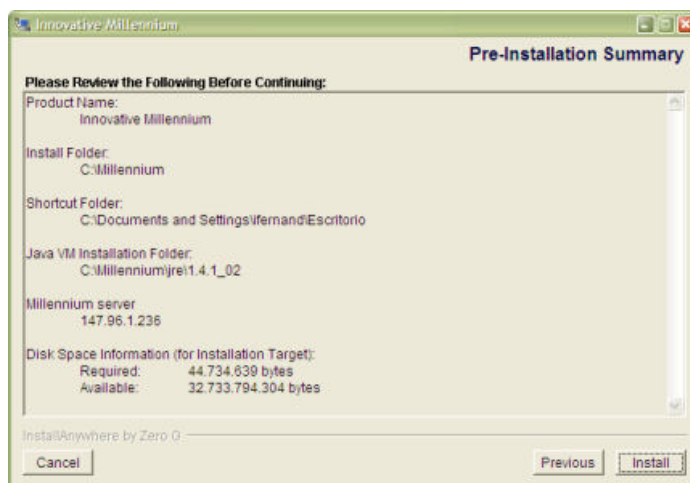 Innovative Millennium
Pre-Installation Summary
Please Review the Following Before Continuing:
Product Name:
Innovative Millennium
Install Folder:
C:\Millennium
Shortcut Folder:
C:\Documents and Settings\ifernand\Escritorio
Java VM Installation Folder:
C:\Millennium\jre\1.4.1_02
Millennium server
147.96.1.236
Disk Space Information (for Installation Target):
Required: 44.734.639 bytes
Available: 32.733.794.304 bytes
InstallAnywhere by Zero G
Cancel Previous Install